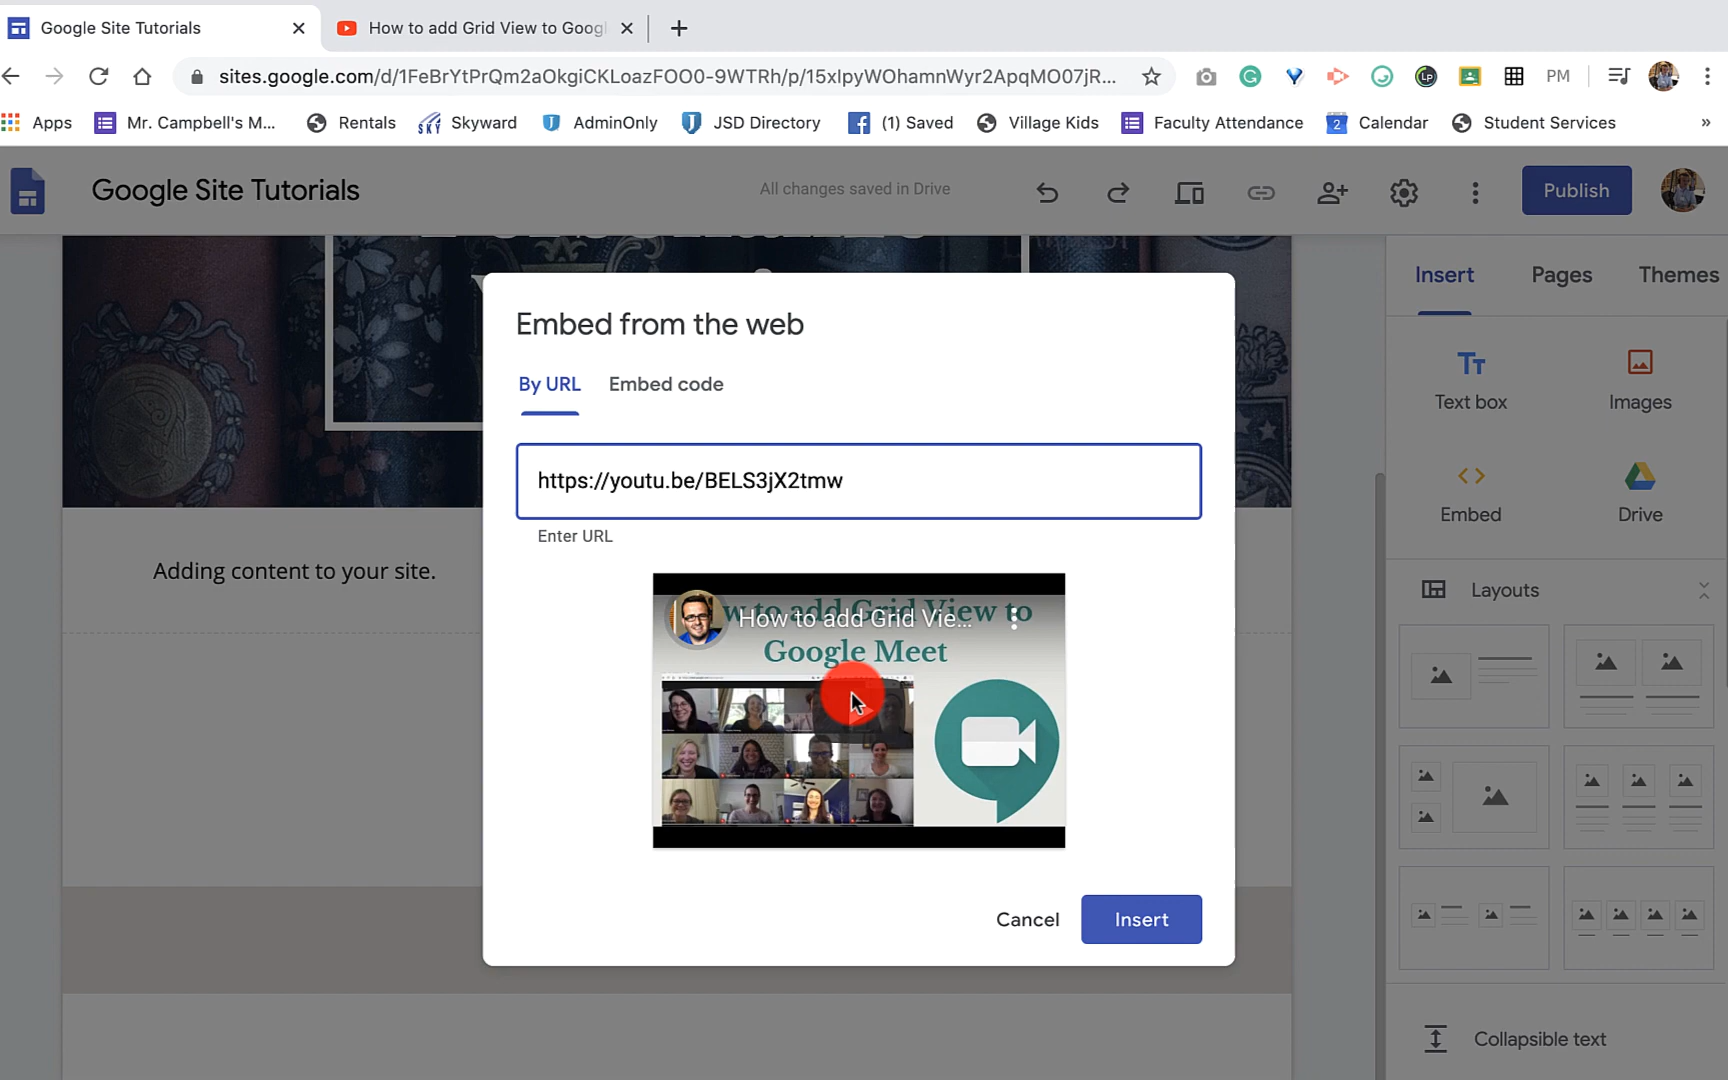 Google Site Tutorials
How to add Grid View to Goog
sites.google.com/d/1FeBrYtPrQm2aOkgiCKLoazFOO0-9WTRh/p/15xIpyWOhamnWyr2ApqMO07jR...
PM
Apps
Mr. Campbell's M...
Rentals
SKY
Skyward
AdminOnly
JSD Directory
(1) Saved
Village Kids
Faculty Attendance
2
Calendar
Student Services
»
Google Site Tutorials
All changes saved in Drive
Publish
Insert
Pages
Themes
Embed from the web
By URL
Embed code
Tт
Text box
Images
https://youtu.be/BELS3jX2tmw
Enter URL
Embed
Drive
Adding content to your site.
Layouts
How to add Grid Vie...
to add Grid View to
Google Meet
Cancel
Insert
Collapsible text